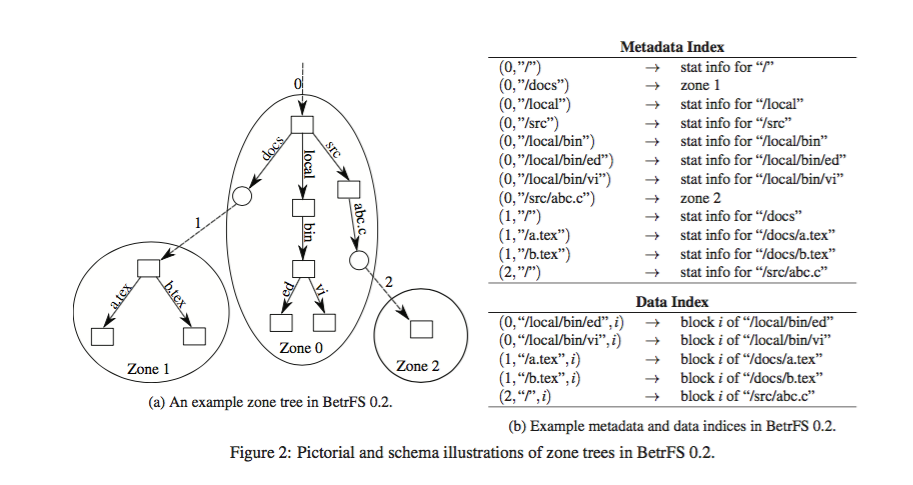 0
docs
local
src
bin
abc.c
1
2
a.tex
b.tex
ed
vi
Zone 0
Zone 1
Zone 2
(a) An example zone tree in BetrFS 0.2.
Metadata Index
(0,"/") → stat info for "/"
(0,"/docs") → zone 1
(0,"/local") → stat info for "/local"
(0,"/src") → stat info for "/src"
(0,"/local/bin") → stat info for "/local/bin"
(0,"/local/bin/ed") → stat info for "/local/bin/ed"
(0,"/local/bin/vi") → stat info for "/local/bin/vi"
(0,"/src/abc.c") → zone 2
(1,"/") → stat info for "/docs"
(1,"/a.tex") → stat info for "/docs/a.tex"
(1,"/b.tex") → stat info for "/docs/b.tex"
(2,"/") → stat info for "/src/abc.c"
Data Index
(0,"/local/bin/ed",i) → block i of "/local/bin/ed"
(0,"/local/bin/vi",i) → block i of "/local/bin/vi"
(1,"/a.tex",i) → block i of "/docs/a.tex"
(1,"/b.tex",i) → block i of "/docs/b.tex"
(2,"/",i) → block i of "/src/abc.c"
(b) Example metadata and data indices in BetrFS 0.2.
Figure 2: Pictorial and schema illustrations of zone trees in BetrFS 0.2.